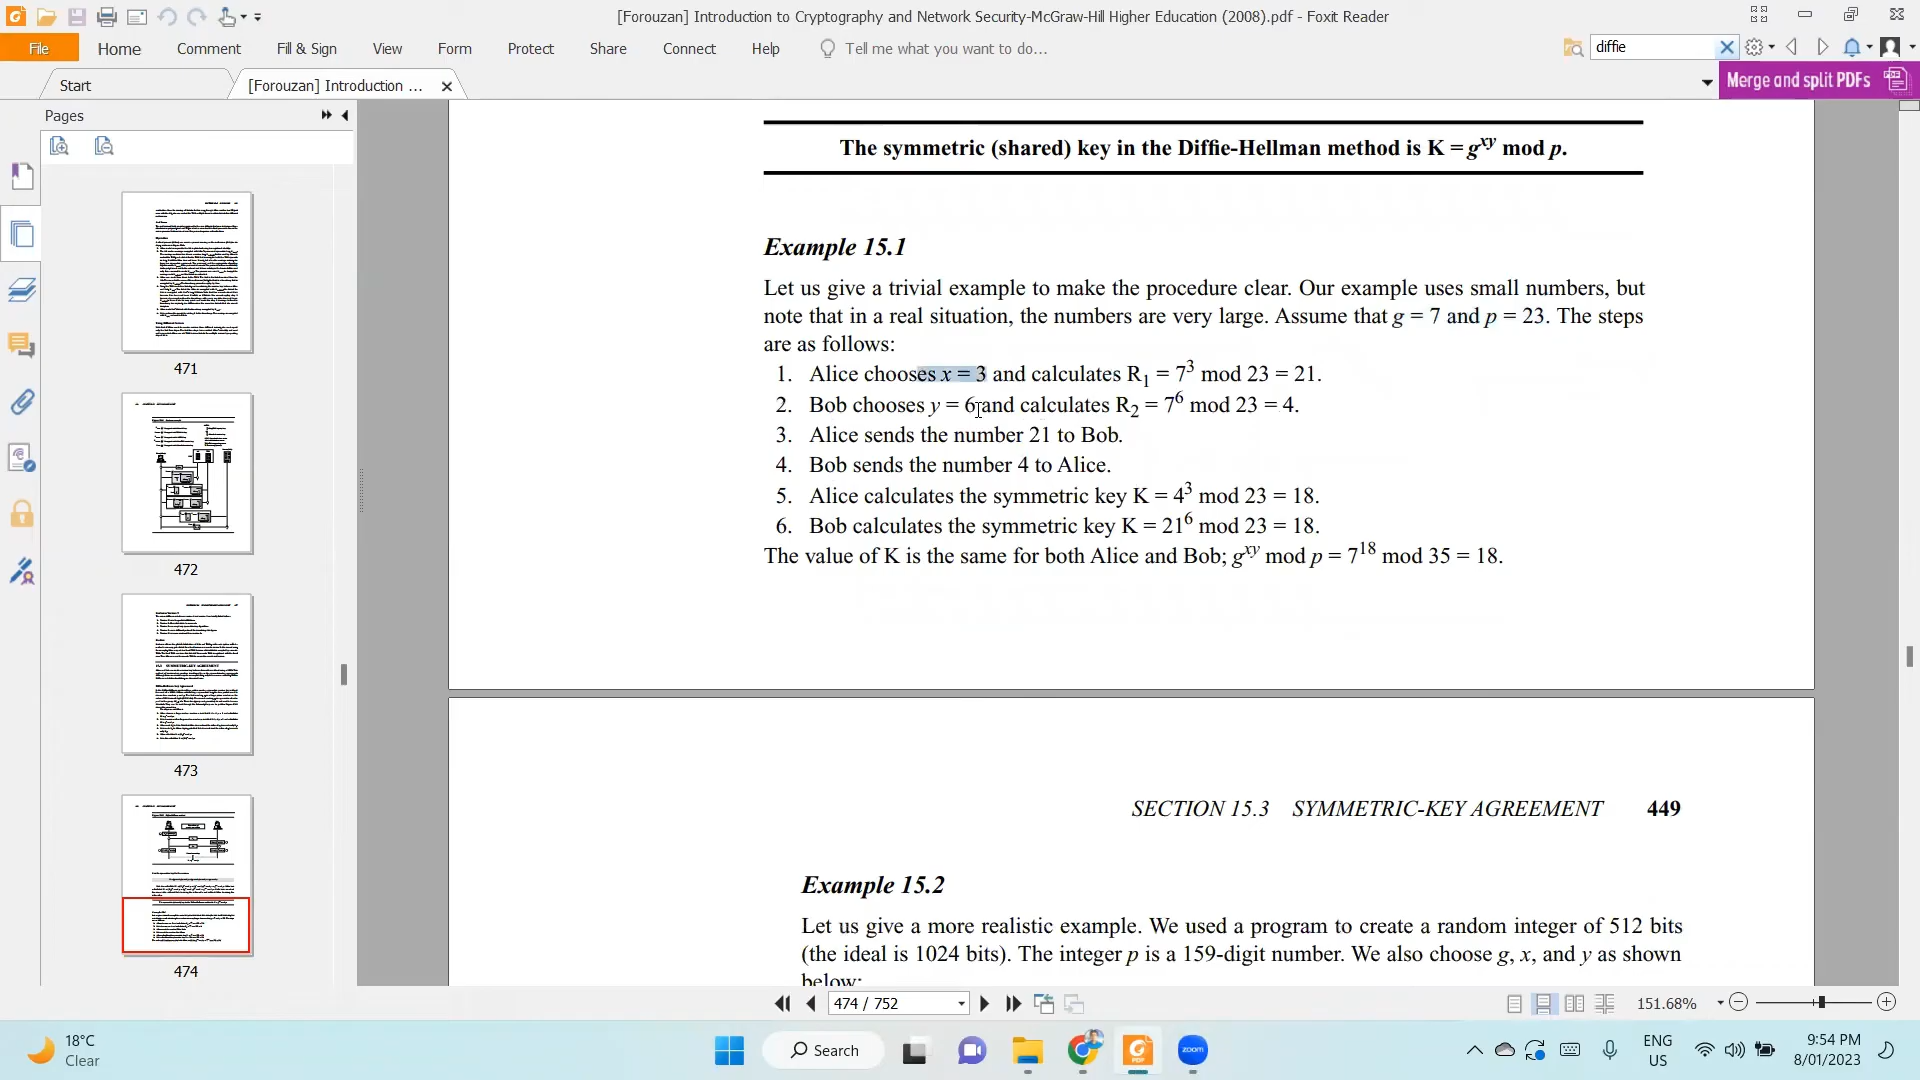 [Forouzan] Introduction to Cryptography and Network Security-McGraw-Hill Higher Education (2008).pdf - Foxit Reader
File Home Comment Fill & Sign View Form Protect Share Connect Help Tell me what you want to do... diffie
Start [Forouzan] Introduction ... Merge and split PDFs
Pages
471
472
473
474
The symmetric (shared) key in the Diffie-Hellman method is K = g^xy mod p.
Example 15.1
Let us give a trivial example to make the procedure clear. Our example uses small numbers, but
note that in a real situation, the numbers are very large. Assume that g = 7 and p = 23. The steps
are as follows:
1. Alice chooses x = 3 and calculates R₁ = 7³ mod 23 = 21.
2. Bob chooses y = 6 and calculates R₂ = 7⁶ mod 23 = 4.
3. Alice sends the number 21 to Bob.
4. Bob sends the number 4 to Alice.
5. Alice calculates the symmetric key K = 4³ mod 23 = 18.
6. Bob calculates the symmetric key K = 21⁶ mod 23 = 18.
The value of K is the same for both Alice and Bob; g^xy mod p = 7¹⁸ mod 35 = 18.
SECTION 15.3 SYMMETRIC-KEY AGREEMENT 449
Example 15.2
Let us give a more realistic example. We used a program to create a random integer of 512 bits
(the ideal is 1024 bits). The integer p is a 159-digit number. We also choose g, x, and y as shown
below:
474 / 752
151.68%
18°C
Clear
Search
zoom
ENG
US
9:54 PM
8/01/2023